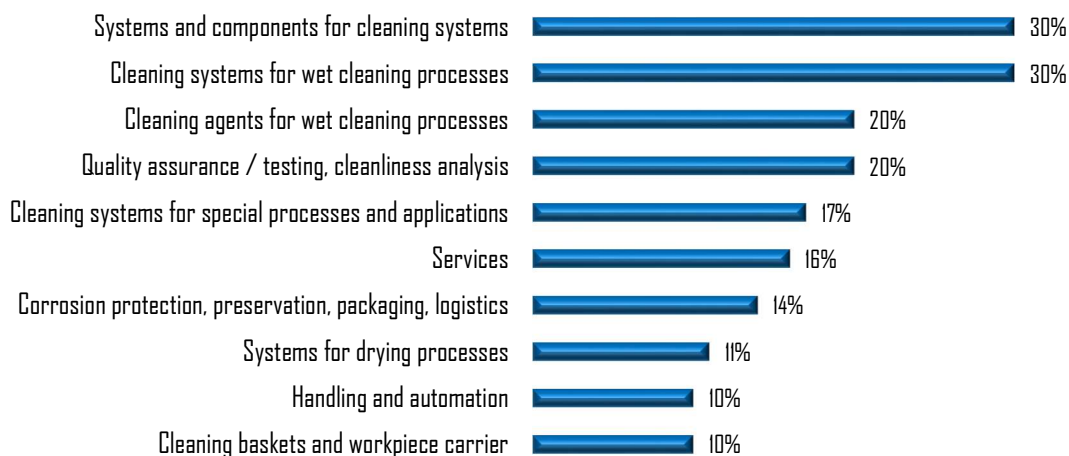 Systems and components for cleaning systems 30%
Cleaning systems for wet cleaning processes 30%
Cleaning agents for wet cleaning processes 20%
Quality assurance / testing, cleanliness analysis 20%
Cleaning systems for special processes and applications 17%
Services 16%
Corrosion protection, preservation, packaging, logistics 14%
Systems for drying processes 11%
Handling and automation 10%
Cleaning baskets and workpiece carrier 10%